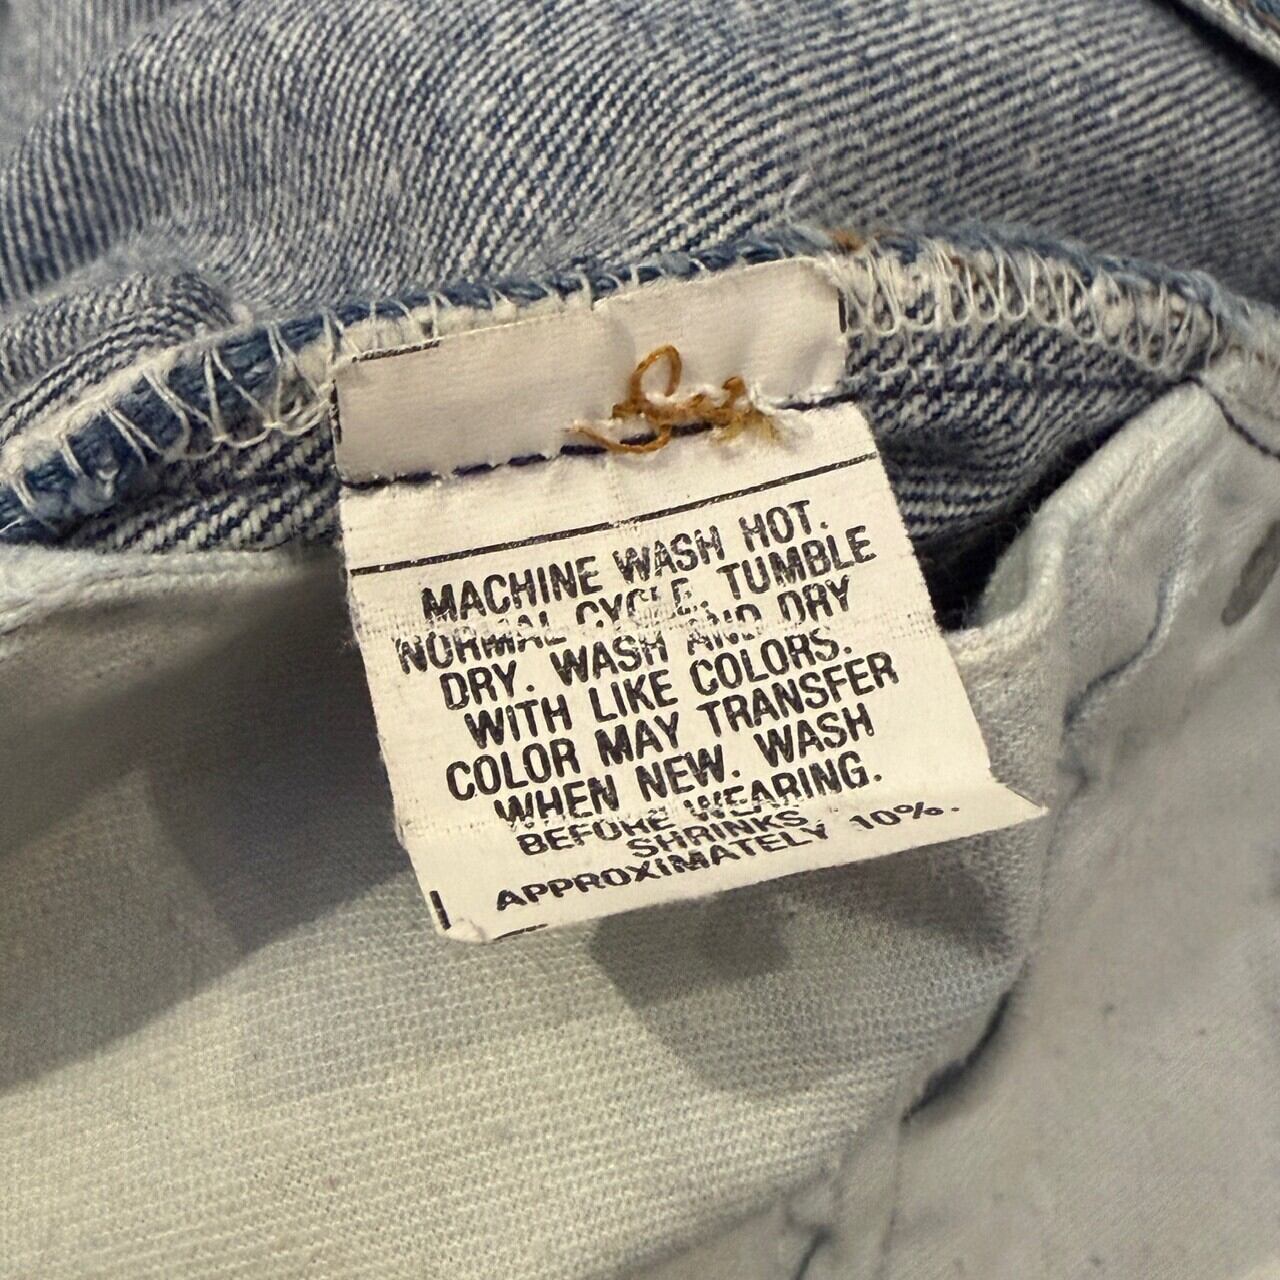 MACHINE WASH HOT.
NORMAL CYCLE. TUMBLE
DRY. WASH AND DRY
WITH LIKE COLORS.
COLOR MAY TRANSFER
WHEN NEW. WASH
BEFORE WEARING.
SHRINKS
APPROXIMATELY 10%.